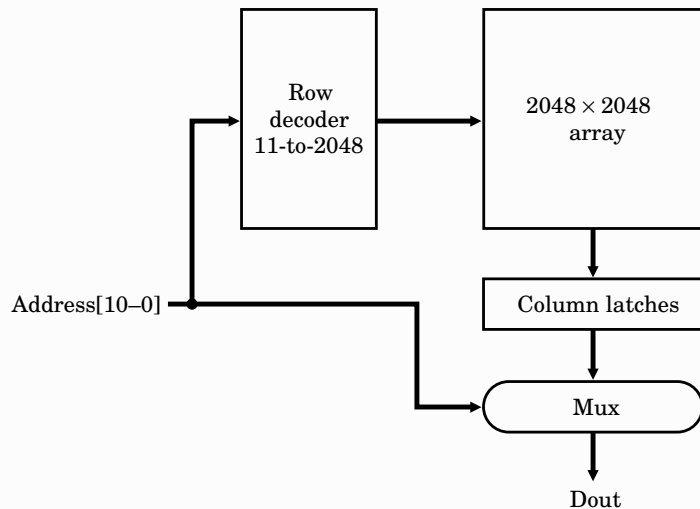 Row
decoder
11-to-2048
2048 × 2048
array
Address[10–0]
Column latches
Mux
Dout